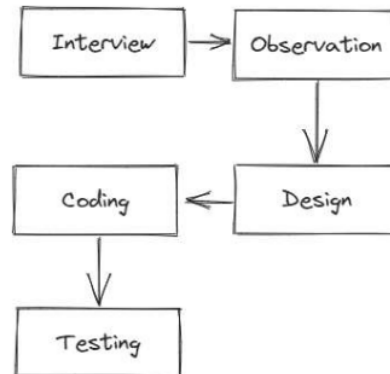 Interview
Observation
Design
Coding
Testing